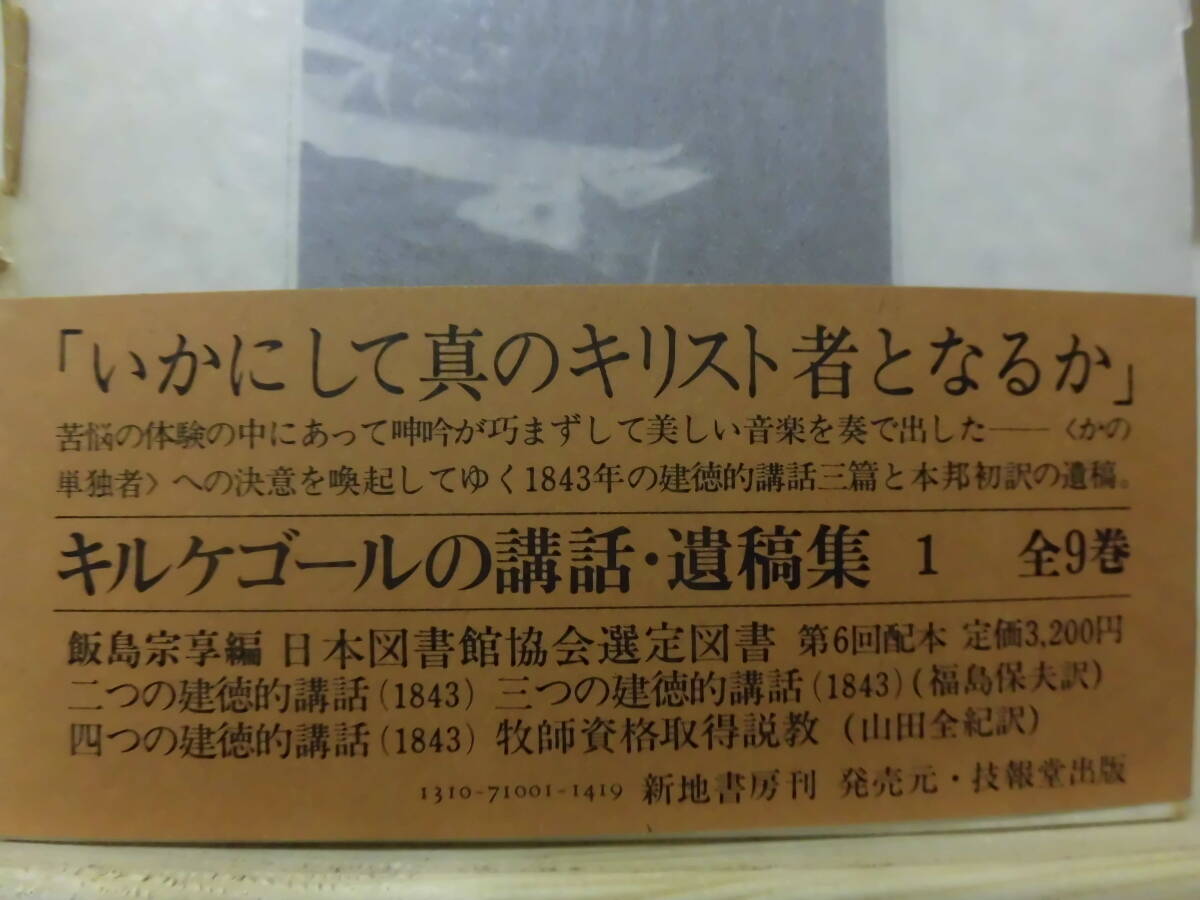 「いかにして真のキリスト者となるか」
苦悩の体験の中にあって呻吟が巧まずして美しい音楽を奏で出した――〈かの
単独者〉への決意を喚起してゆく1843年の建徳的講話三篇と本邦初訳の遺稿。
キルケゴールの講話・遺稿集 1 全9巻
飯島宗享編 日本図書館協会選定図書 第6回配本 定価3,200円
二つの建徳的講話(1843) 三つの建徳的講話(1843)(福島保夫訳)
四つの建徳的講話(1843) 牧師資格取得説教 (山田全紀訳)
1310-71001-1419 新地書房刊 発売元・技報堂出版